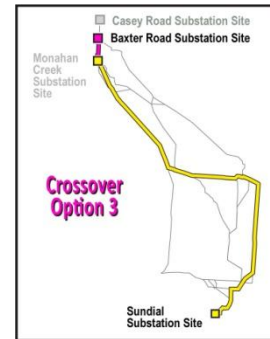 Casey Road Substation Site
Baxter Road Substation Site
Monahan
Creek
Substation
Site
Crossover
Option 3
Sundial
Substation Site